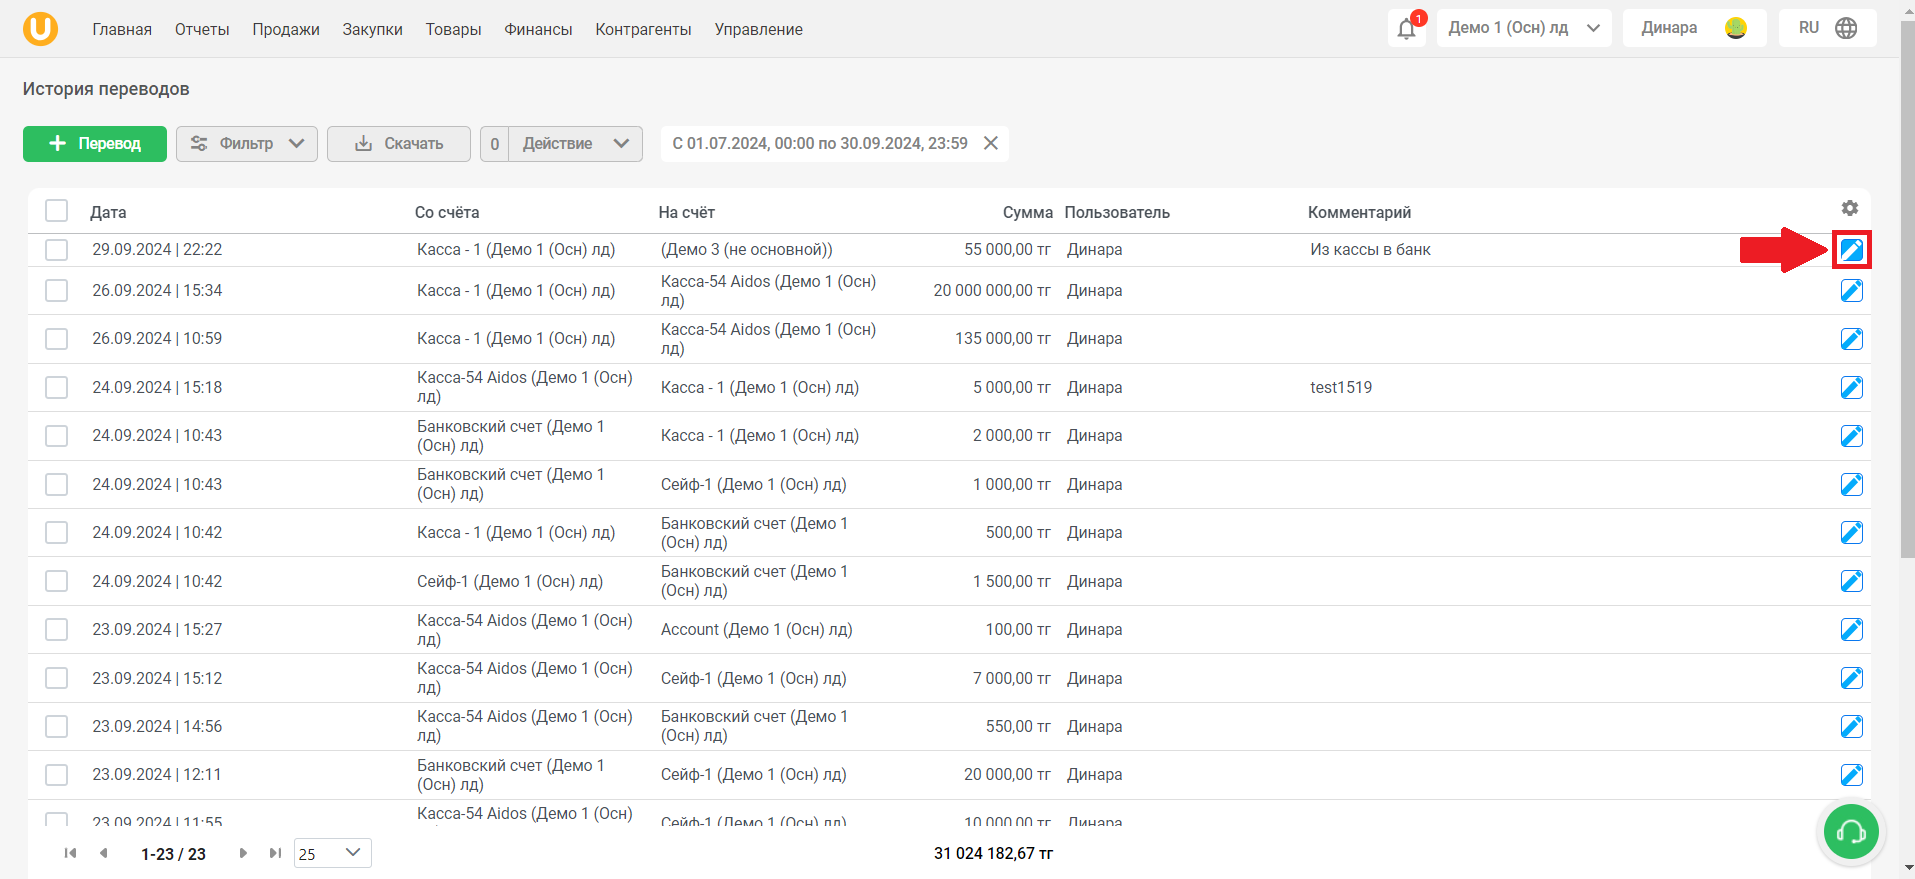 Главная Отчеты Продажи Закупки Товары Финансы Контрагенты Управление 1 Демо 1 (Осн) лд Динара RU
История переводов
Перевод Фильтр Скачать 0 Действие С 01.07.2024, 00:00 по 30.09.2024, 23:59
Дата Со счёта На счёт Сумма Пользователь Комментарий
29.09.2024 | 22:22 Касса - 1 (Демо 1 (Осн) лд) (Демо 3 (не основной)) 55 000,00 тг Динара Из кассы в банк
26.09.2024 | 15:34 Касса - 1 (Демо 1 (Осн) лд) Касса-54 Aidos (Демо 1 (Осн) 20 000 000,00 тг Динара
лд)
26.09.2024 | 10:59 Касса - 1 (Демо 1 (Осн) лд) Касса-54 Aidos (Демо 1 (Осн) 135 000,00 тг Динара
лд)
24.09.2024 | 15:18 Касса-54 Aidos (Демо 1 (Осн) Касса - 1 (Демо 1 (Осн) лд) 5 000,00 тг Динара test1519
лд)
24.09.2024 | 10:43 Банковский счет (Демо 1 Касса - 1 (Демо 1 (Осн) лд) 2 000,00 тг Динара
(Осн) лд)
24.09.2024 | 10:43 Банковский счет (Демо 1 Сейф-1 (Демо 1 (Осн) лд) 1 000,00 тг Динара
(Осн) лд)
24.09.2024 | 10:42 Касса - 1 (Демо 1 (Осн) лд) Банковский счет (Демо 1 500,00 тг Динара
(Осн) лд)
24.09.2024 | 10:42 Сейф-1 (Демо 1 (Осн) лд) Банковский счет (Демо 1 1 500,00 тг Динара
(Осн) лд)
23.09.2024 | 15:27 Касса-54 Aidos (Демо 1 (Осн) Account (Демо 1 (Осн) лд) 100,00 тг Динара
лд)
23.09.2024 | 15:12 Касса-54 Aidos (Демо 1 (Осн) Сейф-1 (Демо 1 (Осн) лд) 7 000,00 тг Динара
лд)
23.09.2024 | 14:56 Касса-54 Aidos (Демо 1 (Осн) Банковский счет (Демо 1 550,00 тг Динара
лд) (Осн) лд)
23.09.2024 | 12:11 Банковский счет (Демо 1 Сейф-1 (Демо 1 (Осн) лд) 20 000,00 тг Динара
(Осн) лд)
23.09.2024 | 11:55 Касса-54 Aidos (Демо 1 (Осн) Сейф-1 (Демо 1 (Осн) лд) 10 000,00 тг Динара
1-23 / 23 25 31 024 182,67 тг